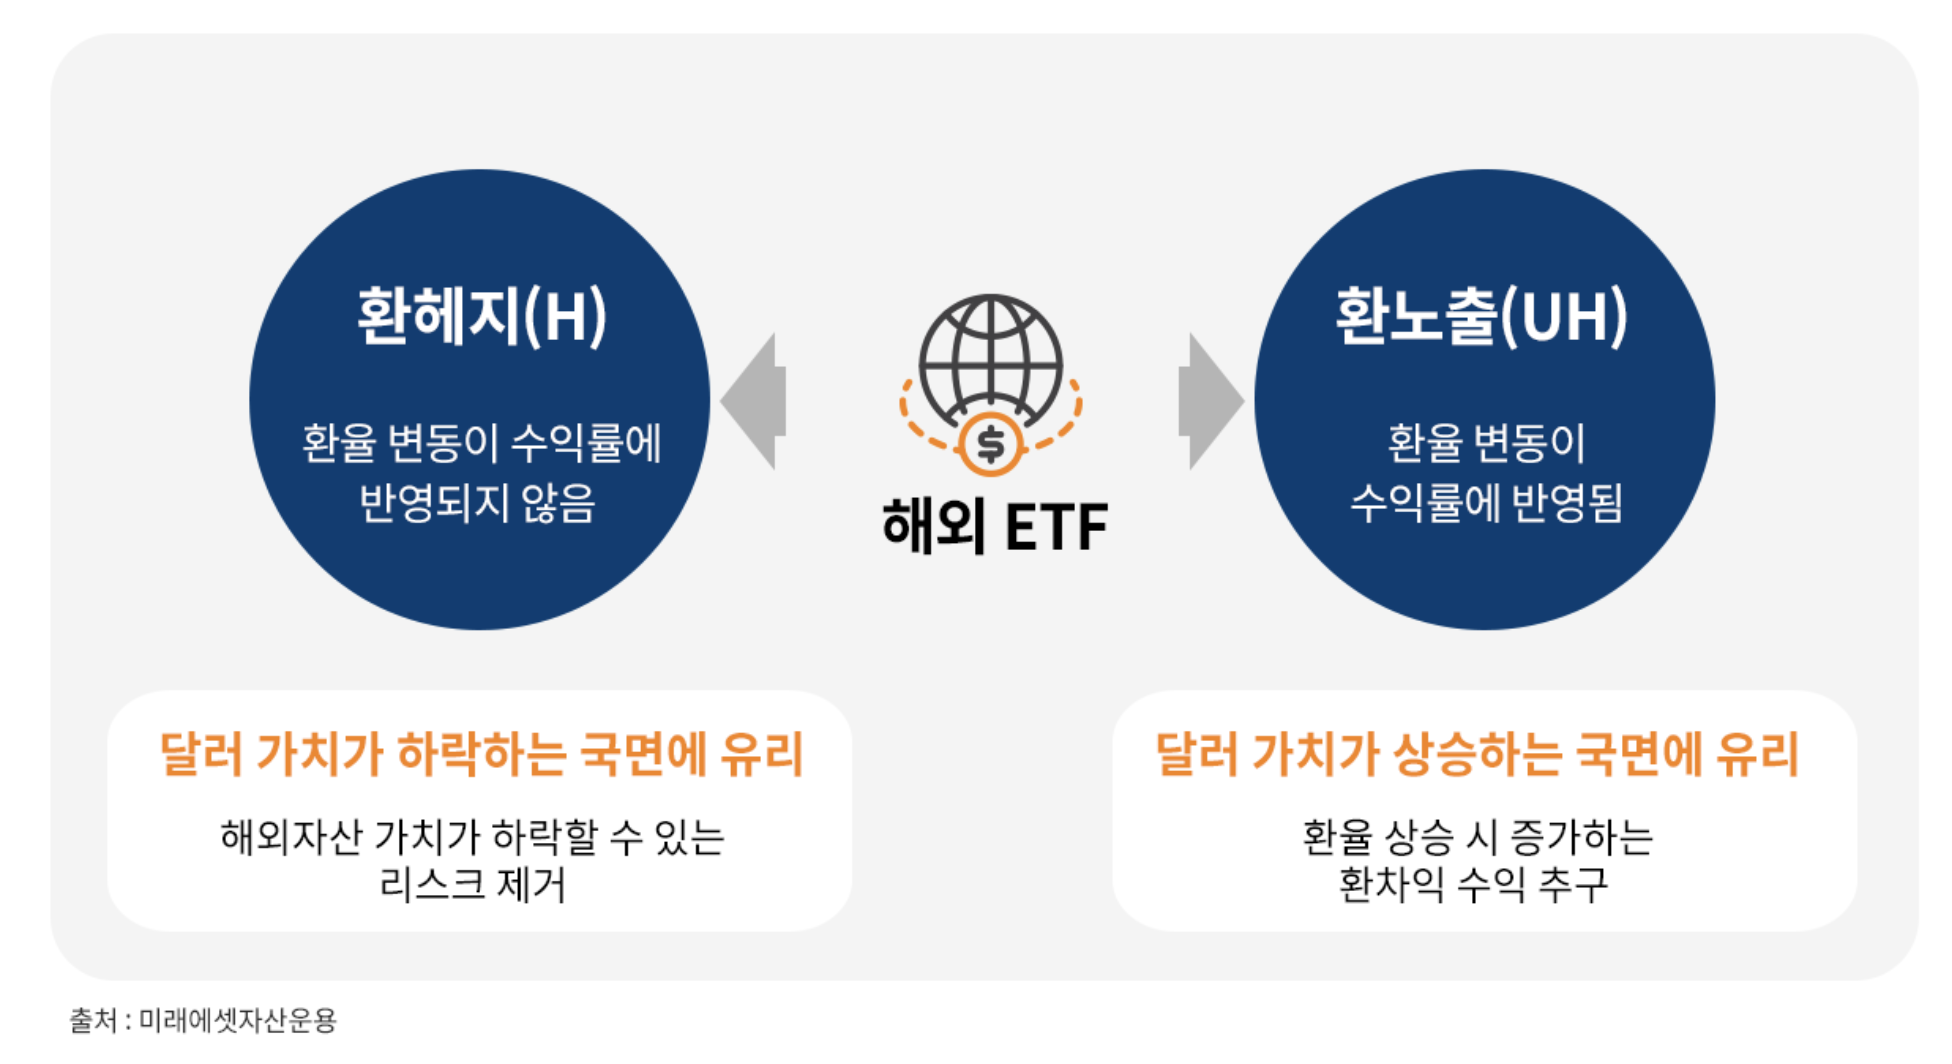 환헤지(H)
환율 변동이 수익률에
반영되지 않음
$
해외 ETF
환노출(UH)
환율 변동이
수익률에 반영됨
달러 가치가 하락하는 국면에 유리
해외자산 가치가 하락할 수 있는
리스크 제거
달러 가치가 상승하는 국면에 유리
환율 상승 시 증가하는
환차익 수익 추구
출처 : 미래에셋자산운용